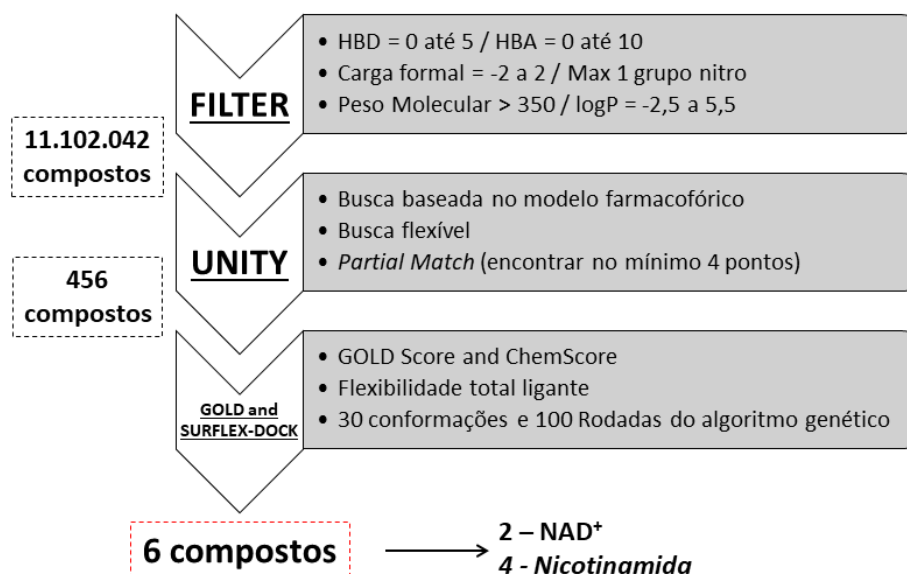 • HBD = 0 até 5 / HBA = 0 até 10
• Carga formal = -2 a 2 / Max 1 grupo nitro
• Peso Molecular > 350 / logP = -2,5 a 5,5
FILTER
11.102.042
compostos
• Busca baseada no modelo farmacofórico
• Busca flexível
• Partial Match (encontrar no mínimo 4 pontos)
UNITY
456
compostos
• GOLD Score and ChemScore
• Flexibilidade total ligante
• 30 conformações e 100 Rodadas do algoritmo genético
GOLD and
SURFLEX-DOCK
6 compostos
2 – NAD⁺
4 - Nicotinamida